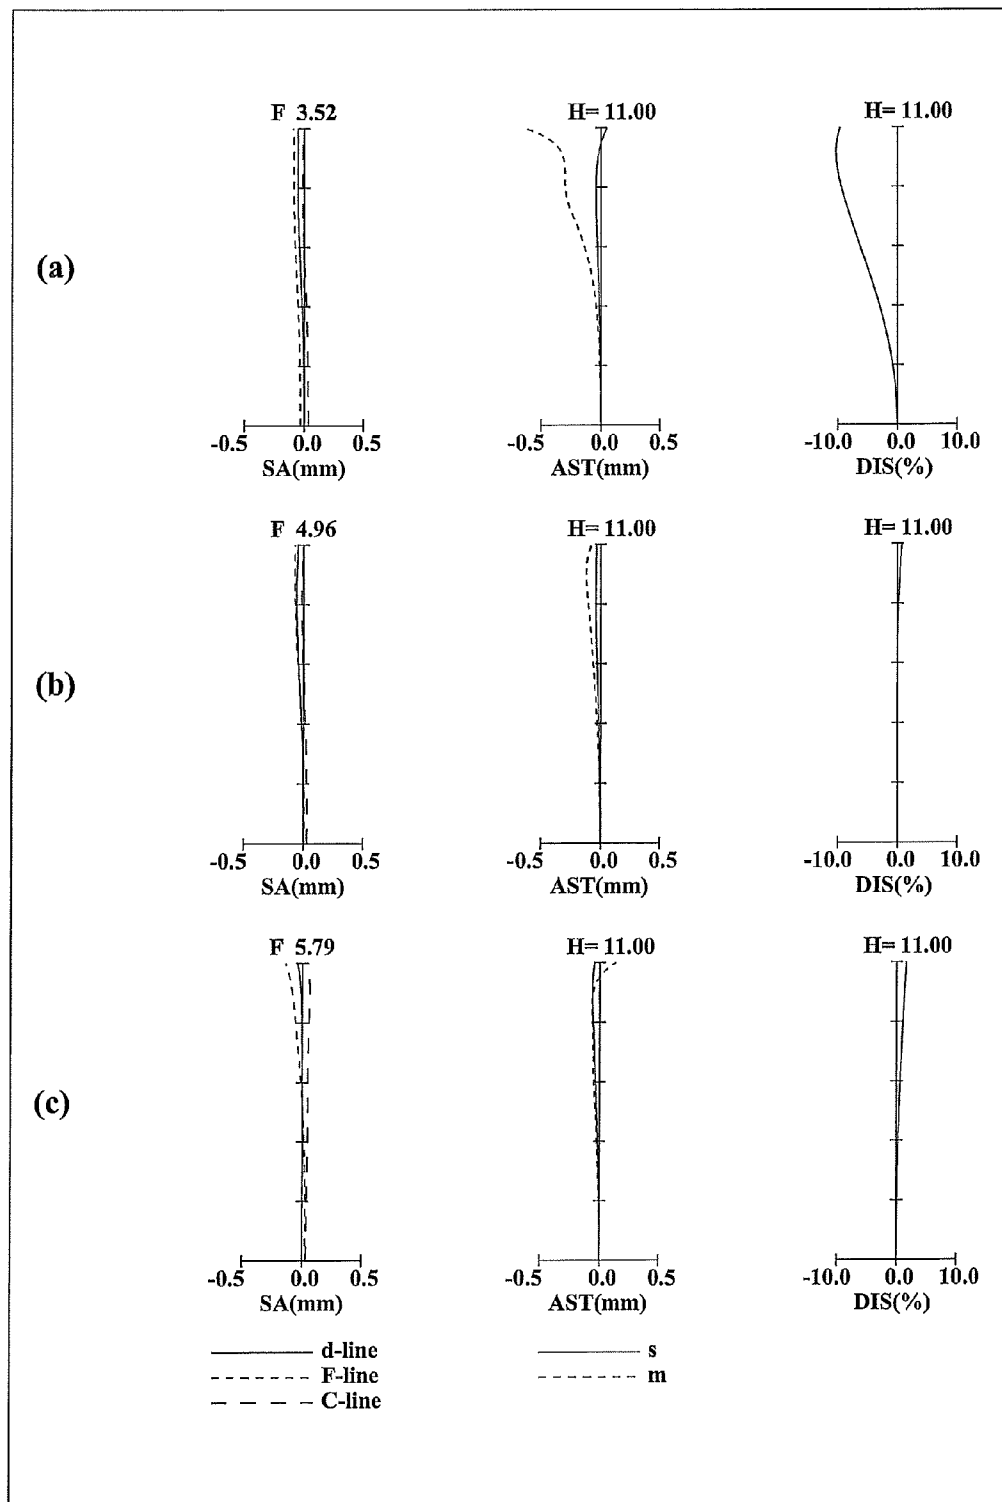 (a)
F 3.52
-0.5 0.0 0.5
SA(mm)
H= 11.00
-0.5 0.0 0.5
AST(mm)
H= 11.00
-10.0 0.0 10.0
DIS(%)
(b)
F 4.96
-0.5 0.0 0.5
SA(mm)
H= 11.00
-0.5 0.0 0.5
AST(mm)
H= 11.00
-10.0 0.0 10.0
DIS(%)
(c)
F 5.79
-0.5 0.0 0.5
SA(mm)
H= 11.00
-0.5 0.0 0.5
AST(mm)
H= 11.00
-10.0 0.0 10.0
DIS(%)
d-line
F-line
C-line
s
m